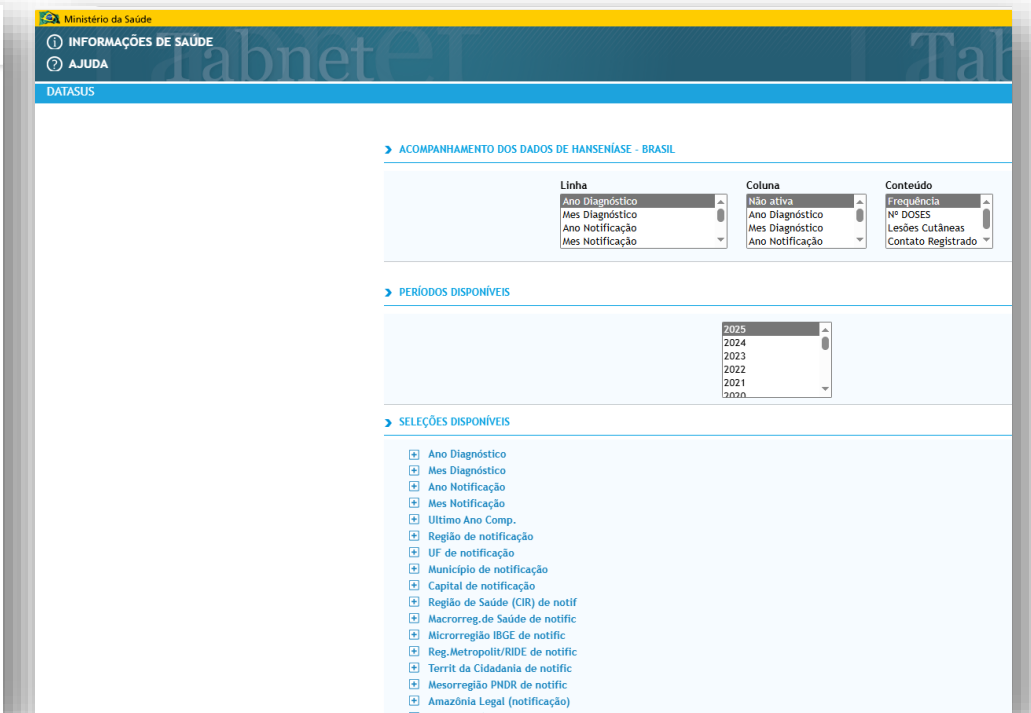 Ministério da Saúde
INFORMAÇÕES DE SAÚDE
AJUDA
Tabnet
Tab
DATASUS
ACOMPANHAMENTO DOS DADOS DE HANSENÍASE - BRASIL
Linha
Ano Diagnóstico
Mes Diagnóstico
Ano Notificação
Mes Notificação
Coluna
Não ativa
Ano Diagnóstico
Mes Diagnóstico
Ano Notificação
Conteúdo
Frequência
Nº DOSES
Lesões Cutâneas
Contato Registrado
PERÍODOS DISPONÍVEIS
2025
2024
2023
2022
2021
2020
SELEÇÕES DISPONÍVEIS
Ano Diagnóstico
Mes Diagnóstico
Ano Notificação
Mes Notificação
Ultimo Ano Comp.
Região de notificação
UF de notificação
Município de notificação
Capital de notificação
Região de Saúde (CIR) de notif
Macrorreg.de Saúde de notific
Microrregião IBGE de notific
Reg.Metropolit/RIDE de notific
Territ da Cidadania de notific
Mesorregião PNDR de notific
Amazônia Legal (notificação)